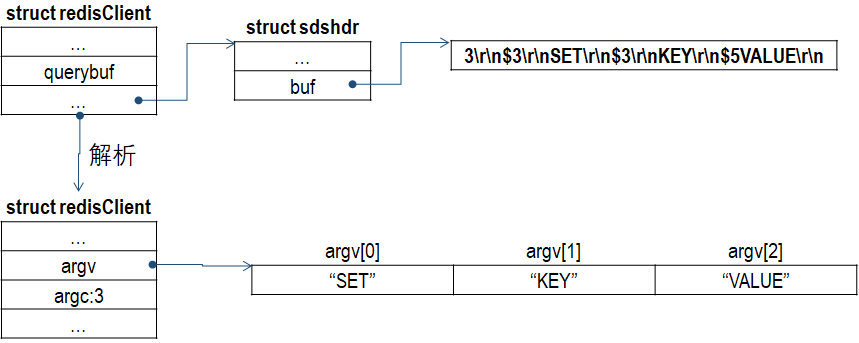 struct redisClient
...
querybuf
...
struct sdshdr
...
buf
3\r\n$3\r\nSET\r\n$3\r\nKEY\r\n$5VALUE\r\n
解析
struct redisClient
...
argv
argc:3
...
argv[0] argv[1] argv[2]
“SET” “KEY” “VALUE”